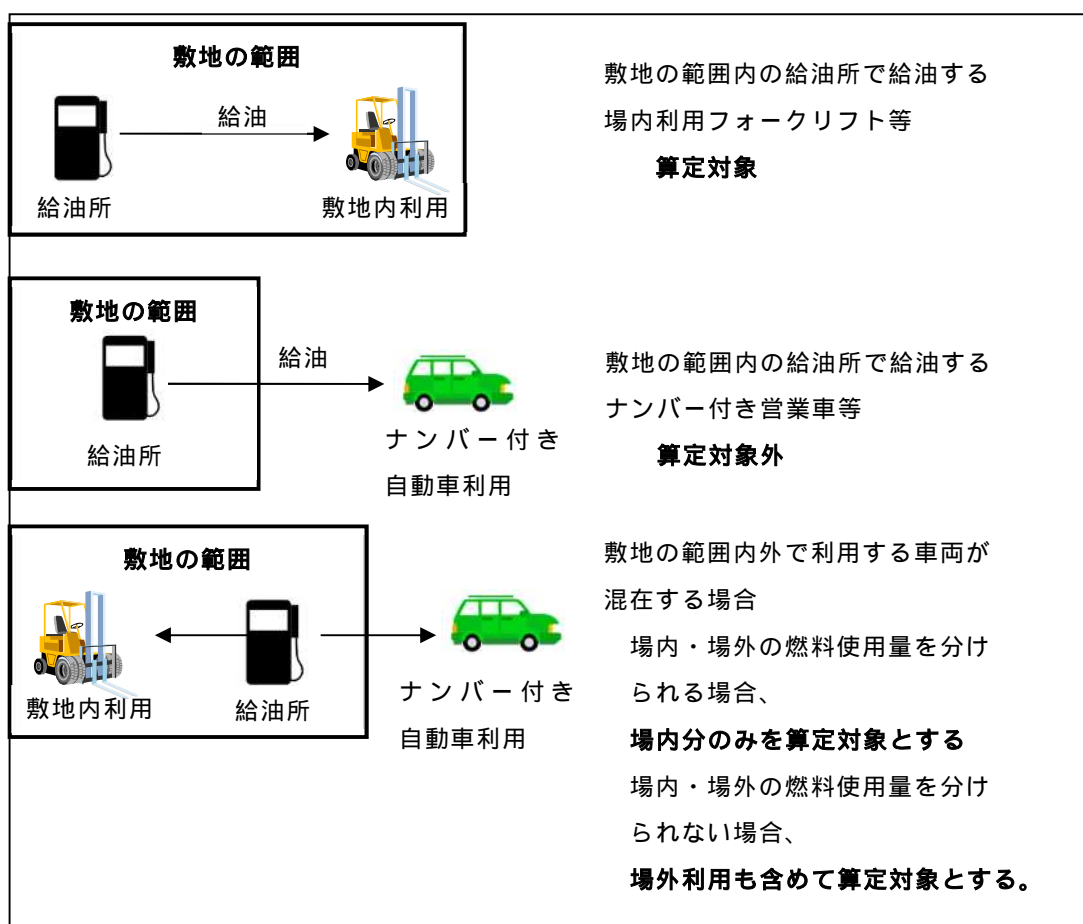 敷地の範囲
給油
給油所
敷地内利用
敷地の範囲内の給油所で給油する
場内利用フォークリフト等
算定対象
敷地の範囲
給油
給油所
ナンバー付き
自動車利用
敷地の範囲内の給油所で給油する
ナンバー付き営業車等
算定対象外
敷地の範囲
敷地内利用
給油所
ナンバー付き
自動車利用
敷地の範囲内外で利用する車両が
混在する場合
場内・場外の燃料使用量を分け
られる場合、
場内分のみを算定対象とする
場内・場外の燃料使用量を分け
られない場合、
場外利用も含めて算定対象とする。